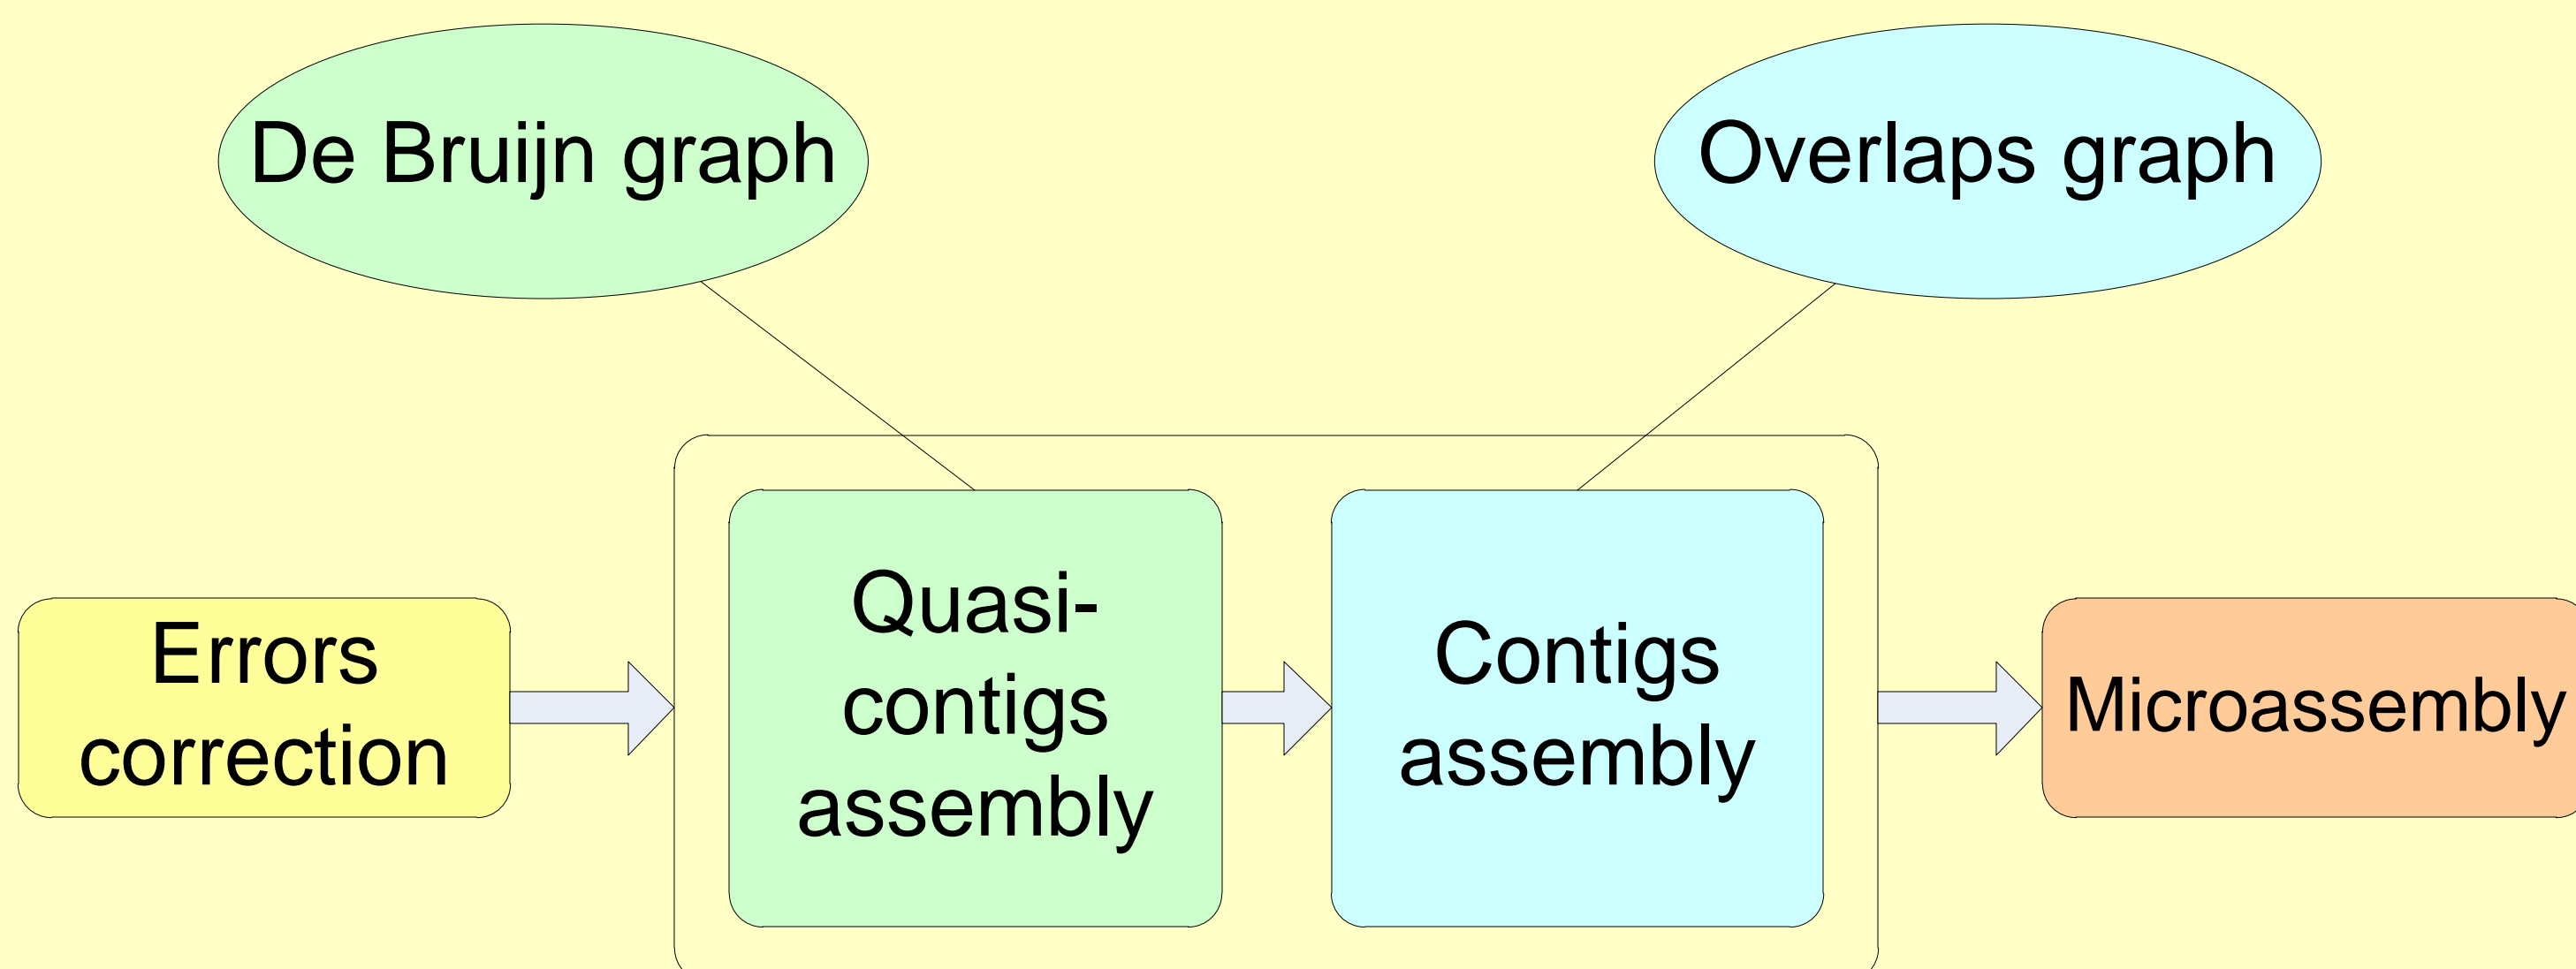 De Bruijn graph
Overlaps graph
Errors
correction
Quasi-
contigs
assembly
Contigs
assembly
Microassembly